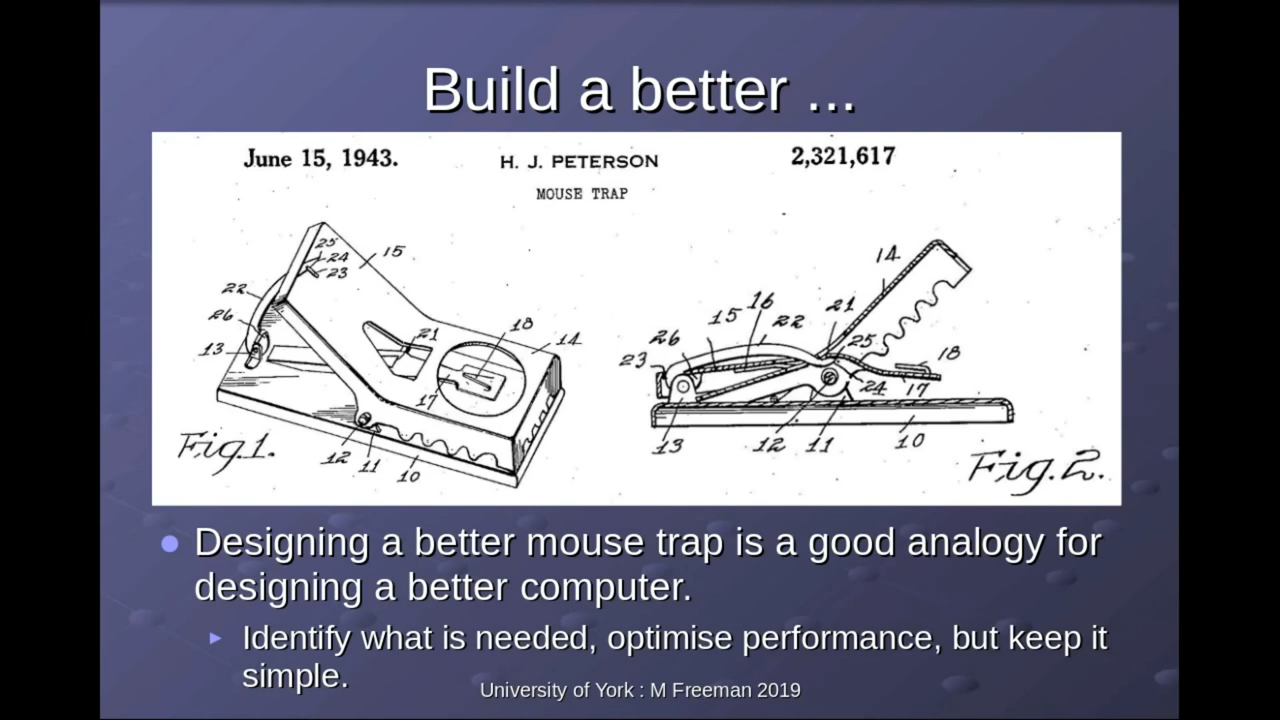 Build a better ...
June 15, 1943.
H. J. PETERSON
2,321,617
MOUSE TRAP
25
24
23
15
22
26
13
21
18
14
17
12
11
10
Fig.1.
14
16
15
22
21
26
25
23
18
24
17
13
12
11
10
Fig.2.
Designing a better mouse trap is a good analogy for
designing a better computer.
Identify what is needed, optimise performance, but keep it
simple.
University of York : M Freeman 2019